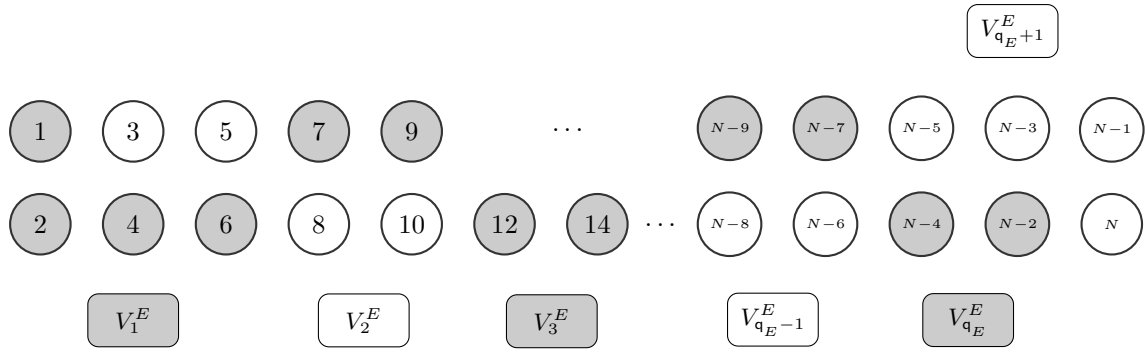 V^E_{q_E+1}
1 3 5 7 9 ··· N−9 N−7 N−5 N−3 N−1
2 4 6 8 10 12 14 ··· N−8 N−6 N−4 N−2 N
V^E_1 V^E_2 V^E_3 V^E_{q_E−1} V^E_{q_E}